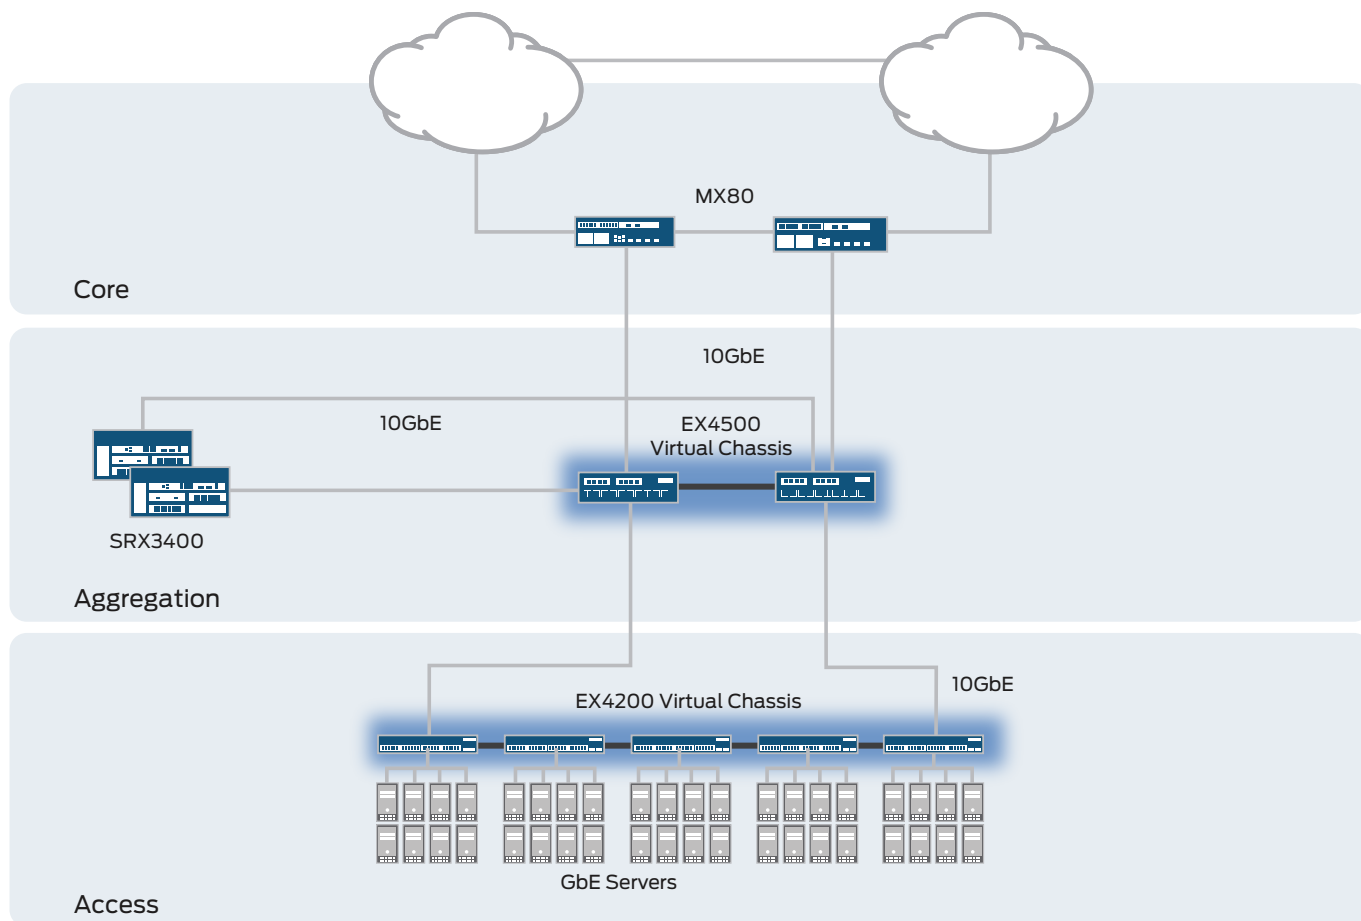 MX80
Core
10GbE
10GbE
EX4500
Virtual Chassis
SRX3400
Aggregation
10GbE
EX4200 Virtual Chassis
GbE Servers
Access